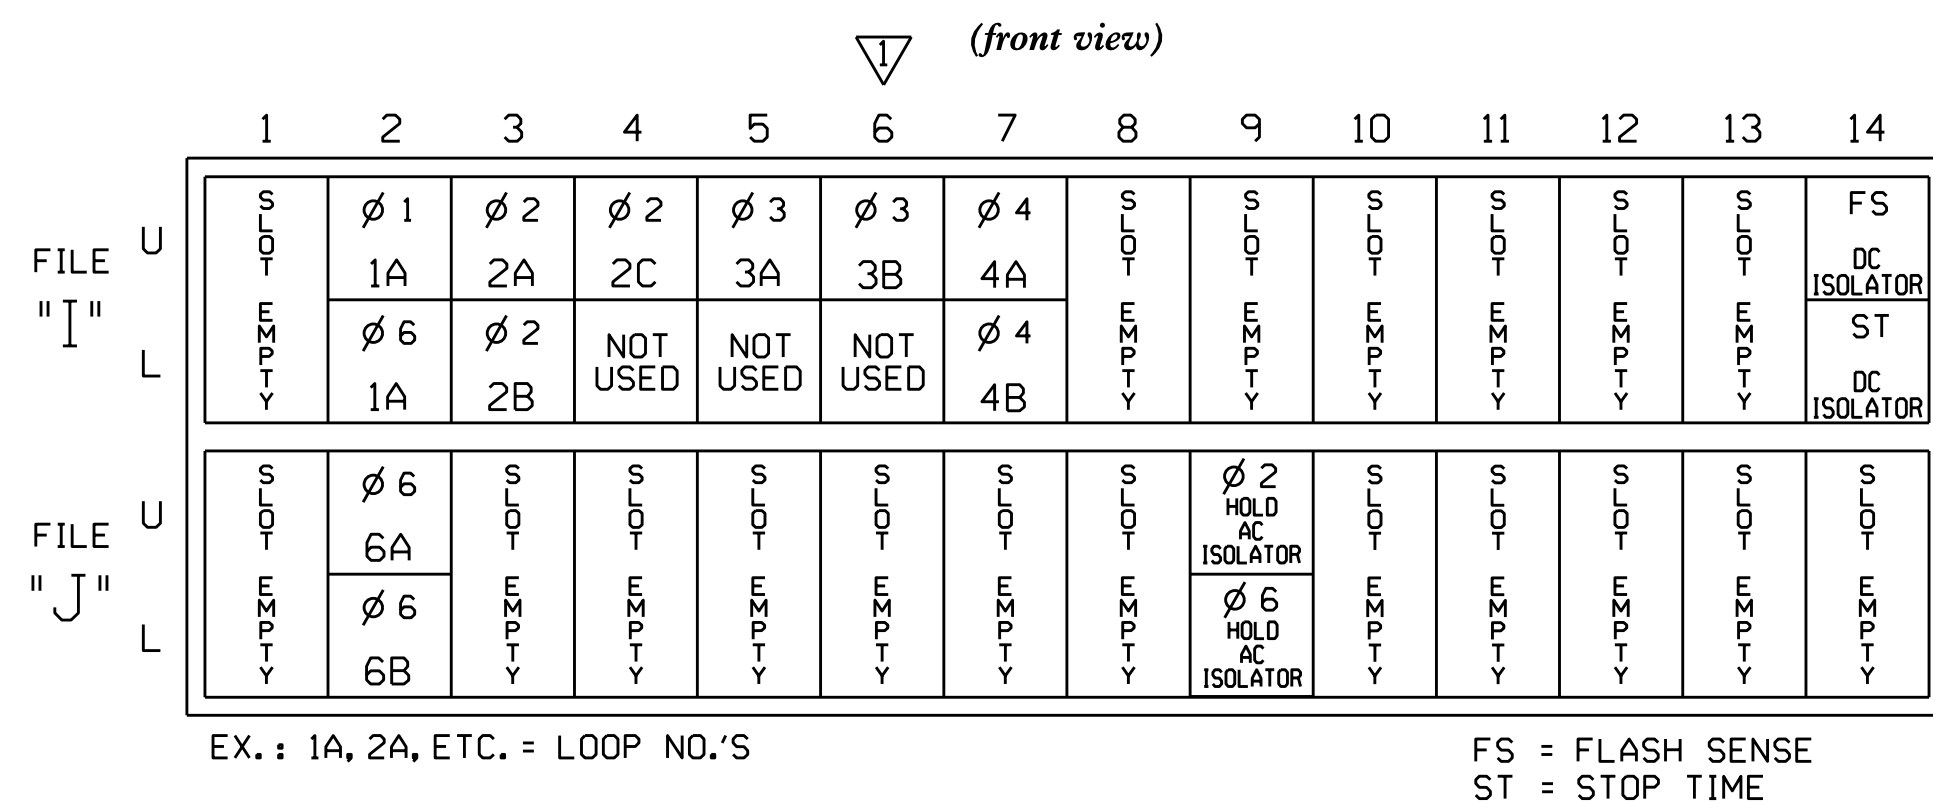 (front view)
1
1 2 3 4 5 6 7 8 9 10 11 12 13 14
FILE "I"
U
SLOT EMPTY
Ø 1 1A
Ø 2 2A
Ø 2 2C
Ø 3 3A
Ø 3 3B
Ø 4 4A
SLOT EMPTY
SLOT EMPTY
SLOT EMPTY
SLOT EMPTY
SLOT EMPTY
SLOT EMPTY
FS DC ISOLATOR
L
Ø 6 1A
Ø 2 2B
NOT USED
NOT USED
NOT USED
Ø 4 4B
ST DC ISOLATOR
FILE "J"
U
SLOT EMPTY
Ø 6 6A
SLOT EMPTY
SLOT EMPTY
SLOT EMPTY
SLOT EMPTY
SLOT EMPTY
SLOT EMPTY
Ø 2 HOLD AC ISOLATOR
SLOT EMPTY
SLOT EMPTY
SLOT EMPTY
SLOT EMPTY
SLOT EMPTY
L
Ø 6 6B
Ø 6 HOLD AC ISOLATOR
EX.: 1A, 2A, ETC. = LOOP NO.'S
FS = FLASH SENSE
ST = STOP TIME